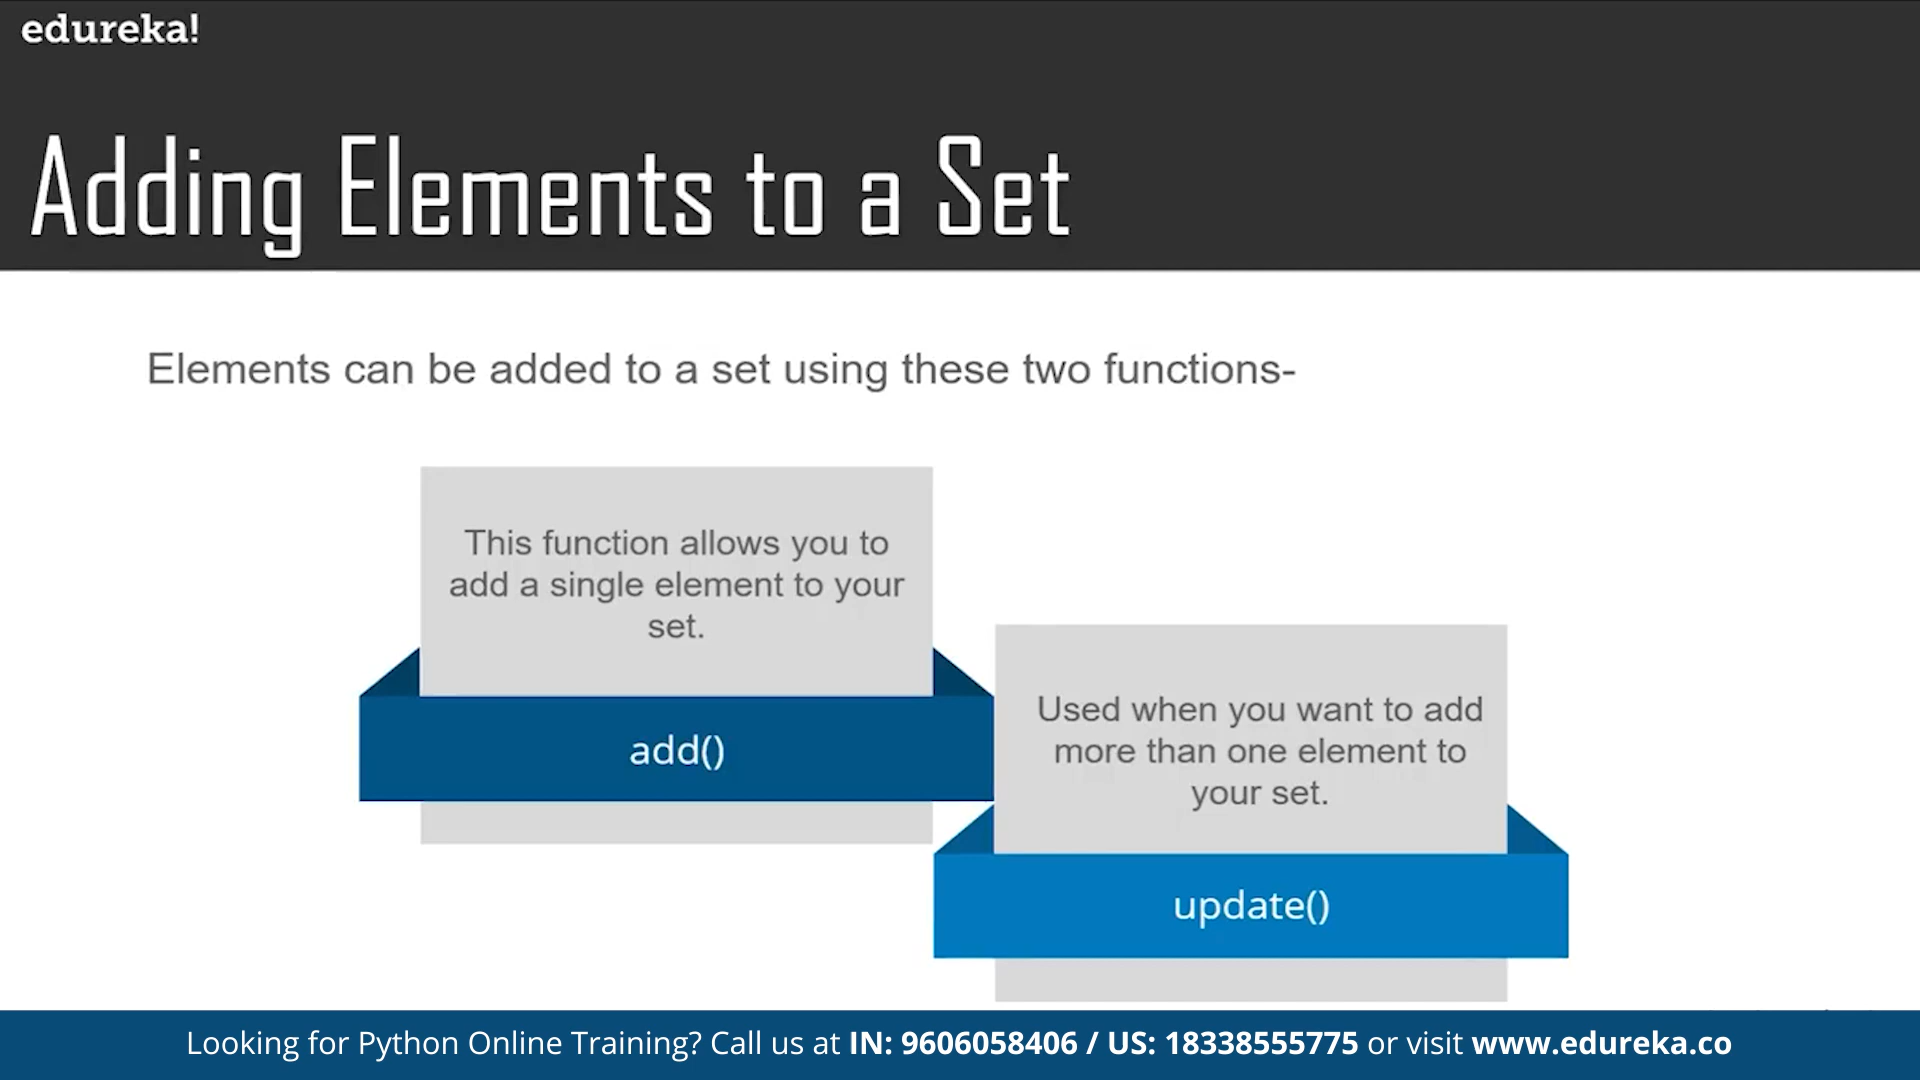 edureka!
Adding Elements to a Set
Elements can be added to a set using these two functions-
This function allows you to
add a single element to your
set.
add()
Used when you want to add
more than one element to
your set.
update()
Looking for Python Online Training? Call us at IN: 9606058406 / US: 18338555775 or visit www.edureka.co